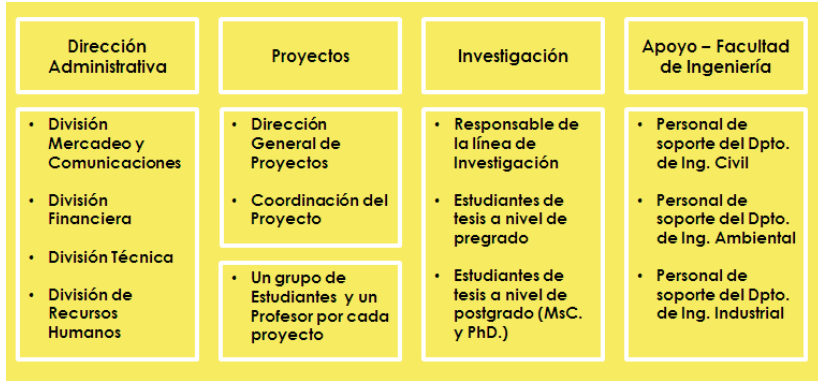 Dirección
Administrativa
Proyectos
Investigación
Apoyo – Facultad
de Ingeniería
• División
Mercadeo y
Comunicaciones
• División
Financiera
• División Técnica
• División de
Recursos
Humanos
• Dirección
General de
Proyectos
• Coordinación del
Proyecto
• Un grupo de
Estudiantes y un
Profesor por cada
proyecto
• Responsable de
la línea de
Investigación
• Estudiantes de
tesis a nivel de
pregrado
• Estudiantes de
tesis a nivel de
postgrado (MsC.
y PhD.)
• Personal de
soporte del Dpto.
de Ing. Civil
• Personal de
soporte del Dpto.
de Ing. Ambiental
• Personal de
soporte del Dpto.
de Ing. Industrial